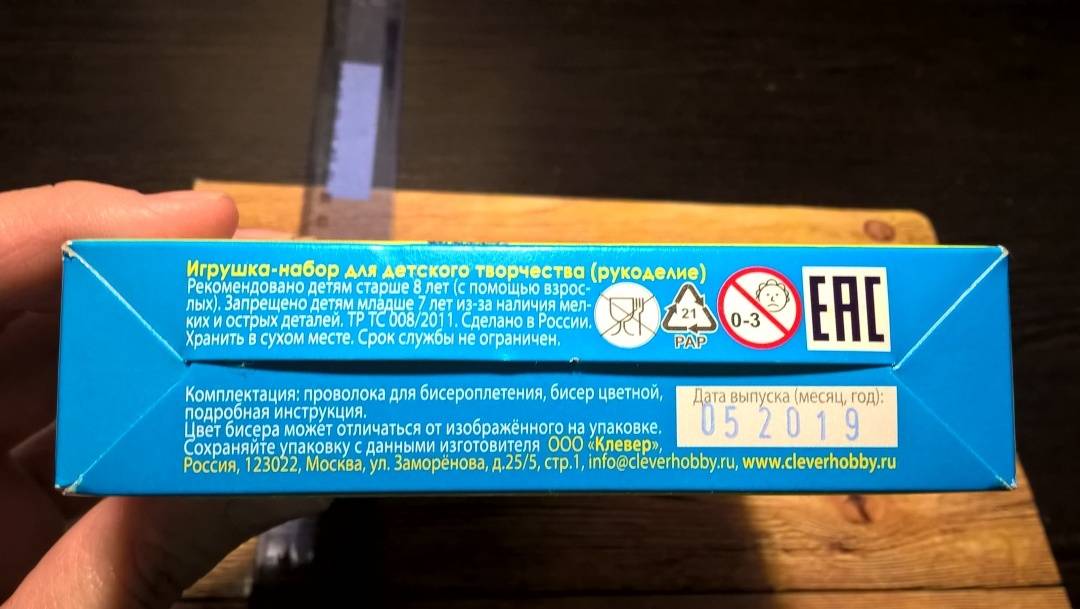 Игрушка-набор для детского творчества (рукоделие)
Рекомендовано детям старше 8 лет (с помощью взрос-
лых). Запрещено детям младше 7 лет из-за наличия мел-
ких и острых деталей. ТР ТС 008/2011. Сделано в России.
Хранить в сухом месте. Срок службы не ограничен.
21
PAP
0-3
EAC
Комплектация: проволока для бисероплетения, бисер цветной,
подробная инструкция.
Цвет бисера может отличаться от изображённого на упаковке.
Сохраняйте упаковку с данными изготовителя ООО «Клевер»,
Россия, 123022, Москва, ул. Заморёнова, д.25/5, стр.1, info@cleverhobby.ru, www.cleverhobby.ru
Дата выпуска (месяц, год):
05 2019